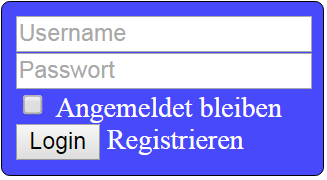 Username
Passwort
Angemeldet bleiben
Login Registrieren